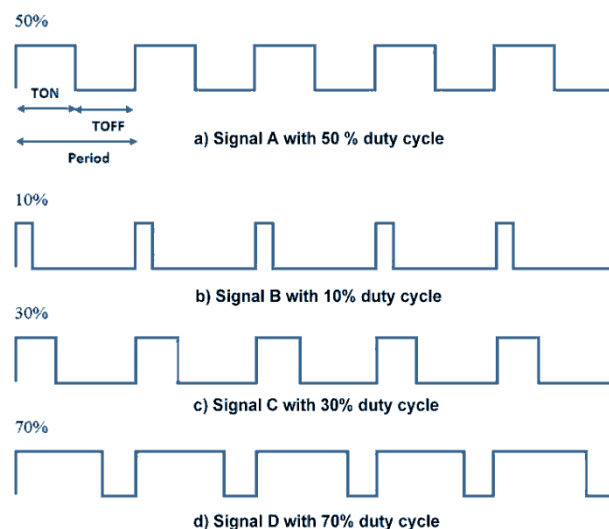 50%
TON
TOFF
Period
a) Signal A with 50 % duty cycle
10%
b) Signal B with 10% duty cycle
30%
c) Signal C with 30% duty cycle
70%
d) Signal D with 70% duty cycle